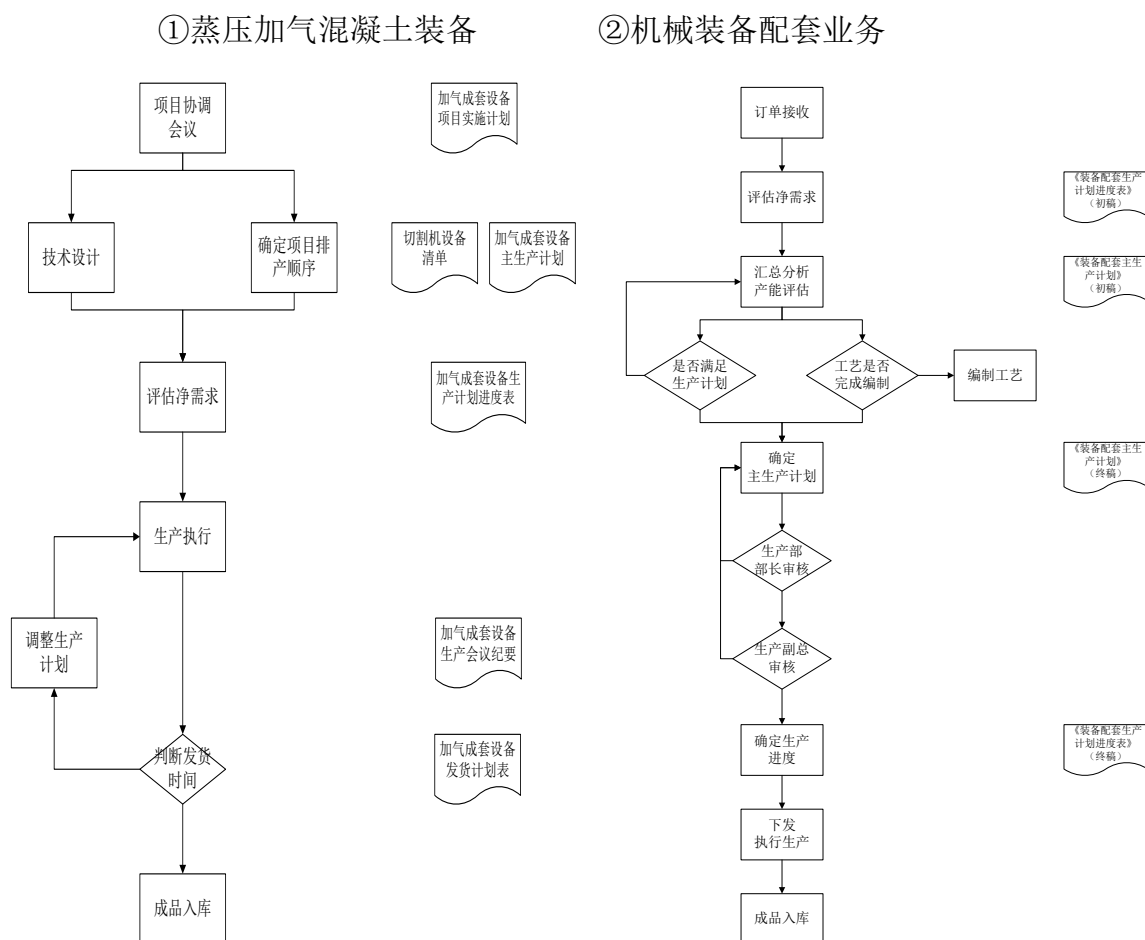 ①蒸压加气混凝土装备
②机械装备配套业务
项目协调
会议
加气成套设备
项目实施计划
技术设计
确定项目排
产顺序
切割机设备
清单
加气成套设备
主生产计划
评估净需求
加气成套设备生
产计划进度表
生产执行
调整生产
计划
加气成套设备
生产会议纪要
判断发货
时间
加气成套设备
发货计划表
成品入库
订单接收
评估净需求
《装备配套生产
计划进度表》
(初稿)
汇总分析
产能评估
《装备配套主生
产计划》
(初稿)
是否满足
生产计划
工艺是否
完成编制
编制工艺
确定
主生产计划
《装备配套主生
产计划》
(终稿)
生产部
部长审核
生产副总
审核
确定生产
进度
《装备配套生产
计划进度表》
(终稿)
下发
执行生产
成品入库